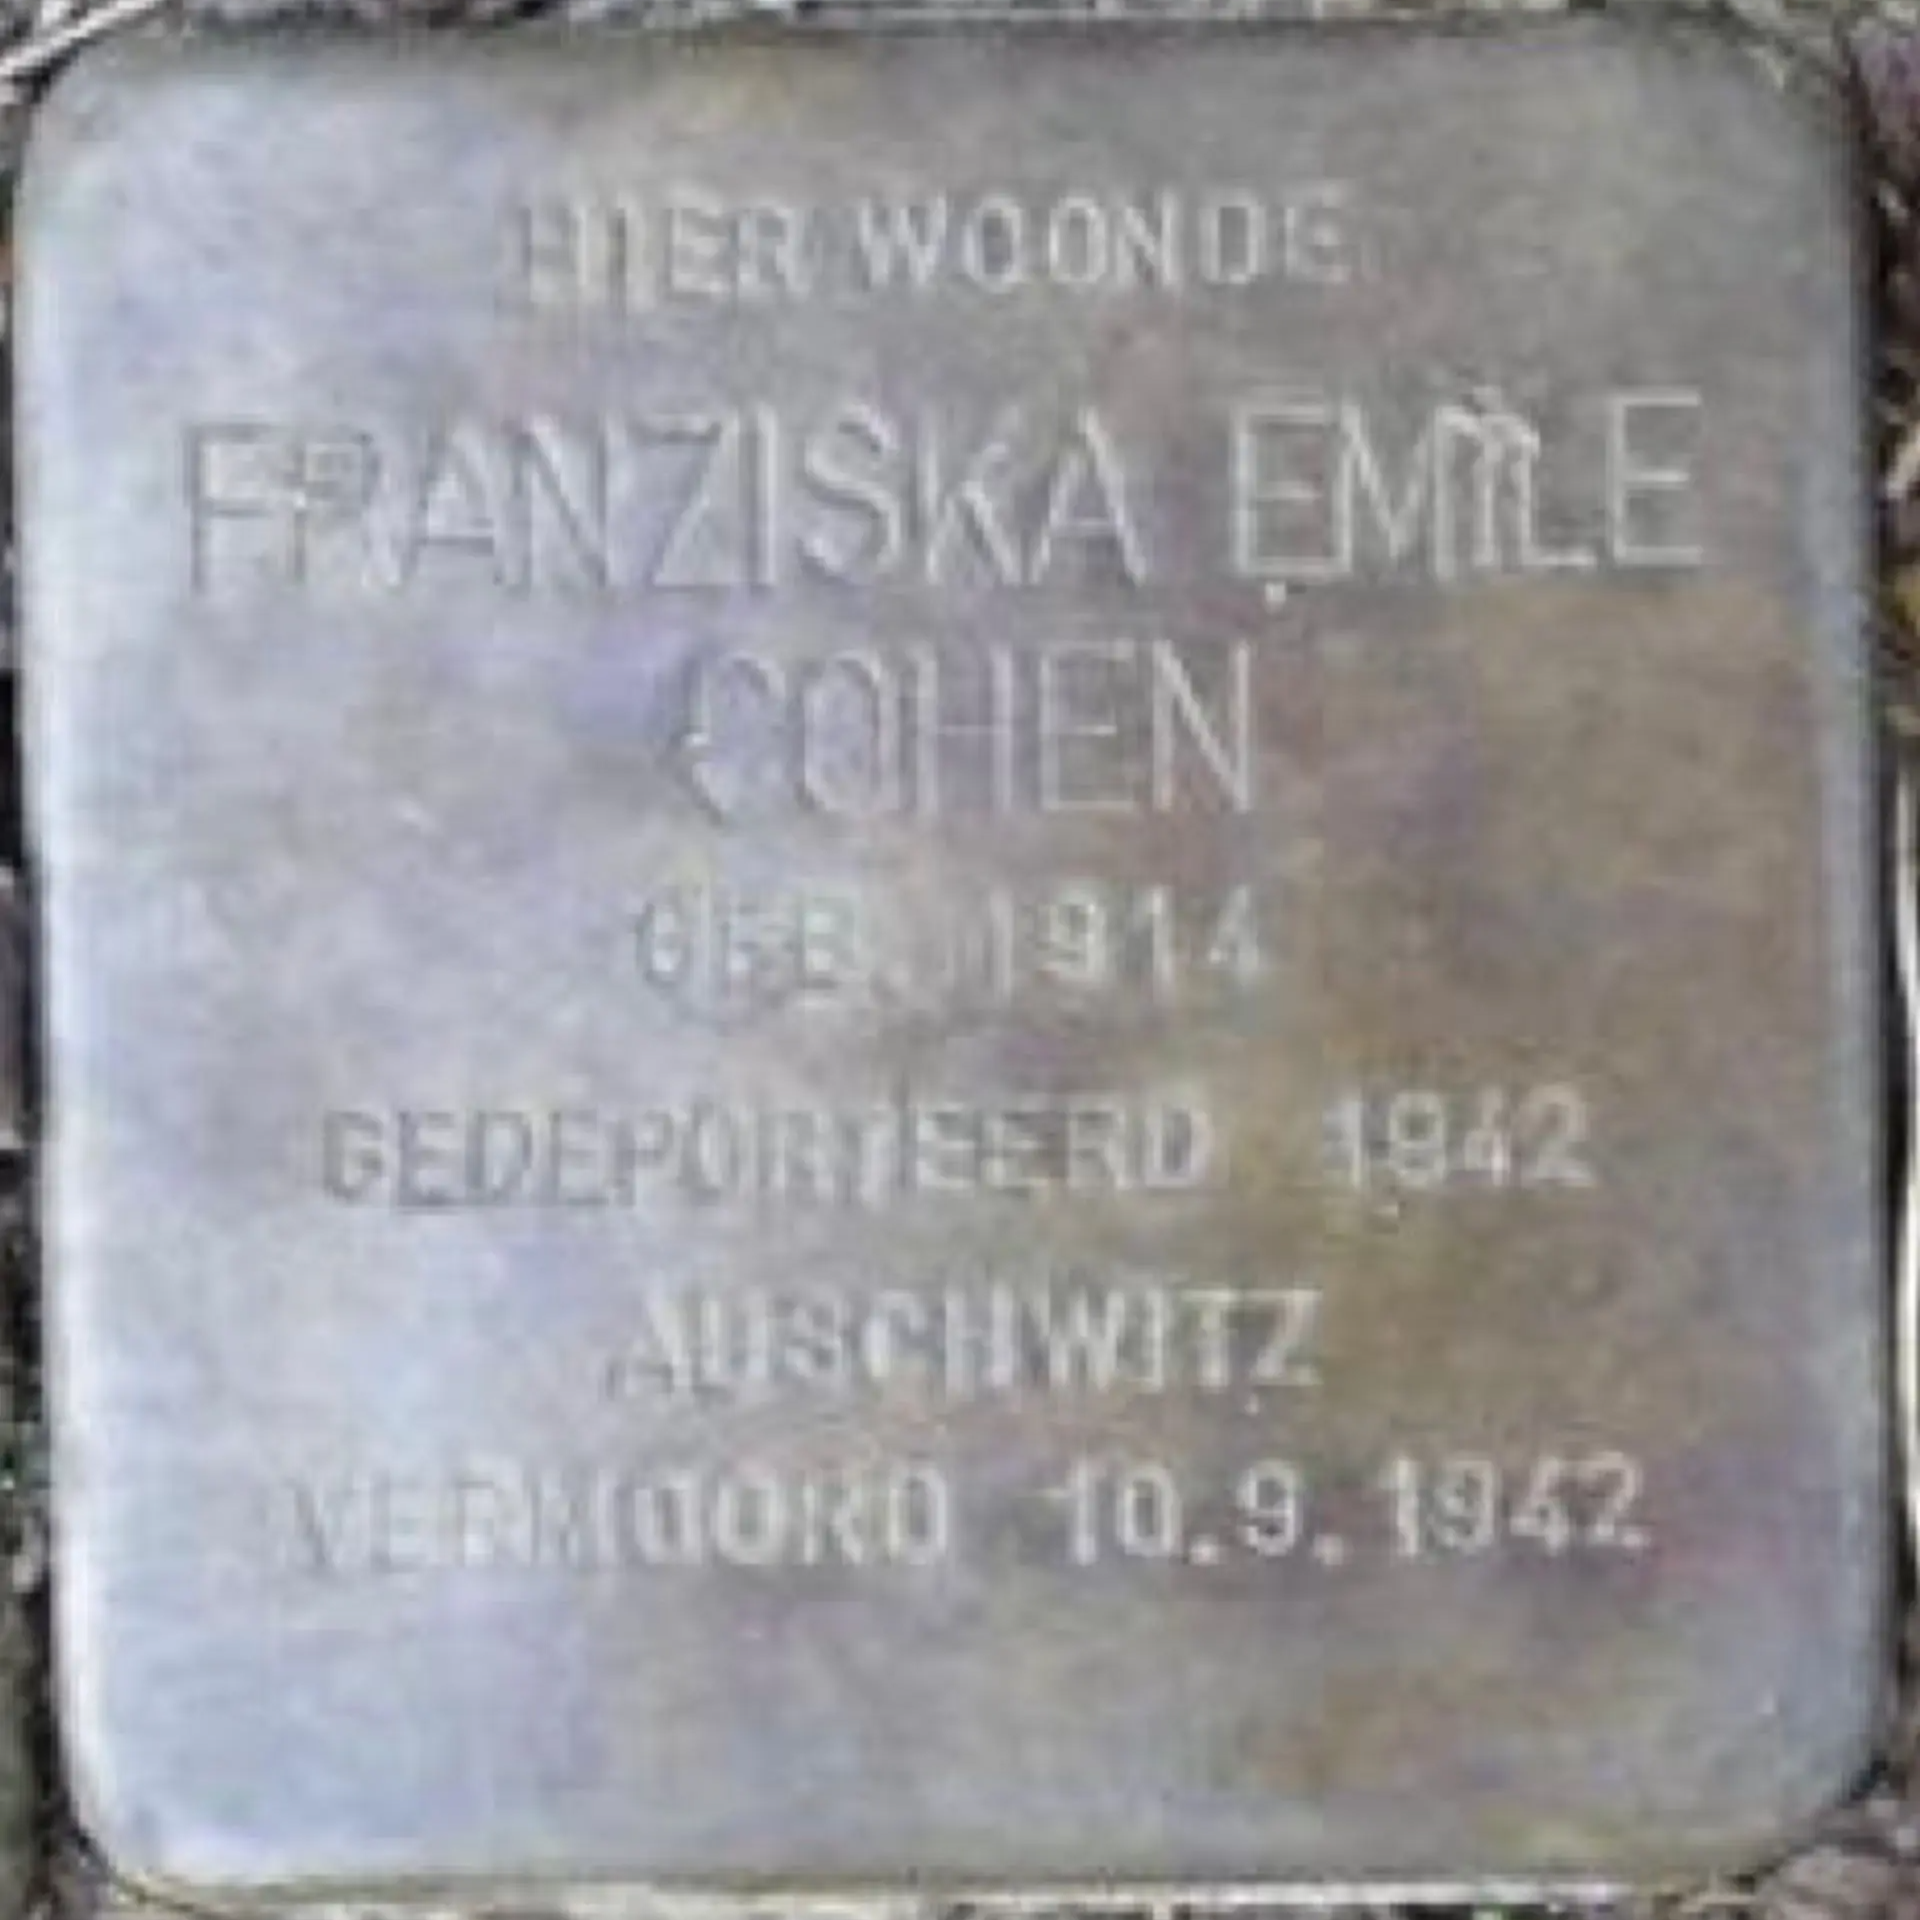 HIER WOONDE
FRANZISKA EMILE
COHEN
GEB. 1914
GEDEPORTEERD 1942
AUSCHWITZ
VERMOORD 10.9.1942